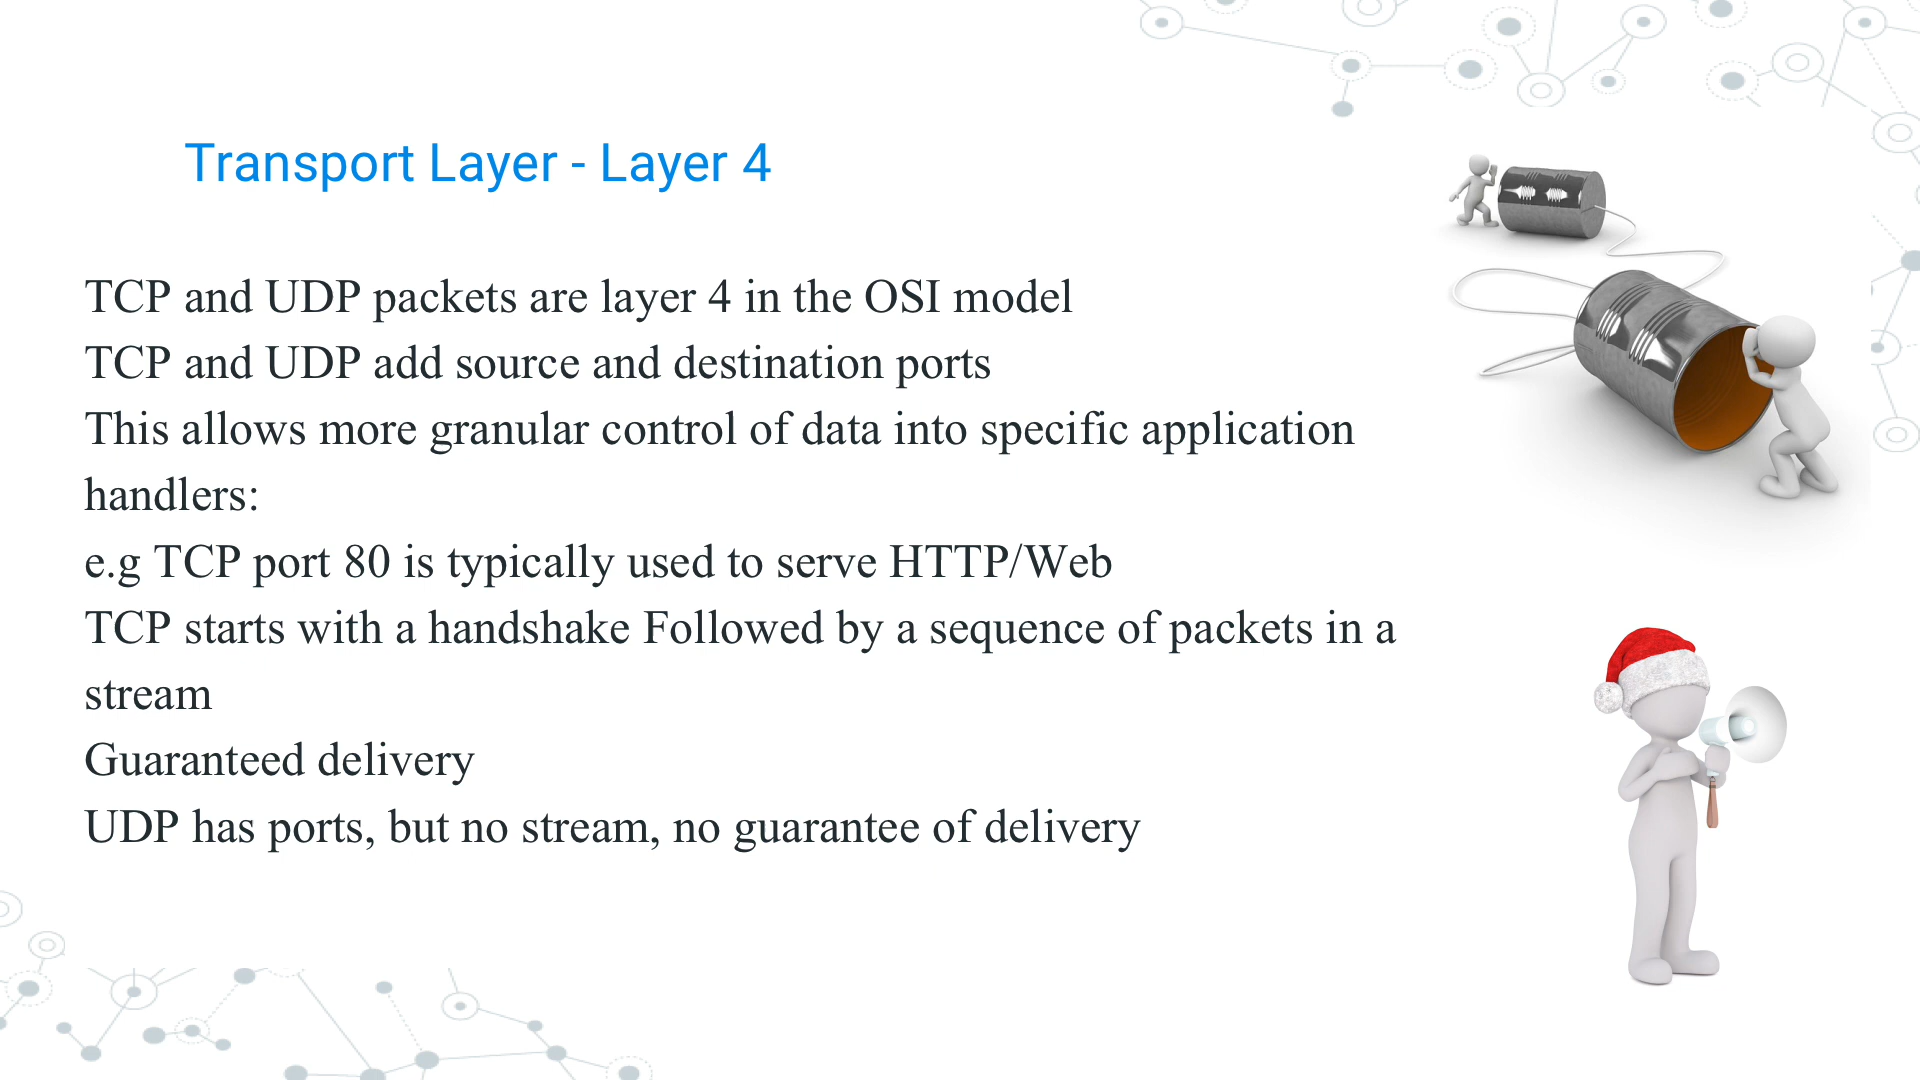 Transport Layer - Layer 4
TCP and UDP packets are layer 4 in the OSI model
TCP and UDP add source and destination ports
This allows more granular control of data into specific application
handlers:
e.g TCP port 80 is typically used to serve HTTP/Web
TCP starts with a handshake Followed by a sequence of packets in a
stream
Guaranteed delivery
UDP has ports, but no stream, no guarantee of delivery